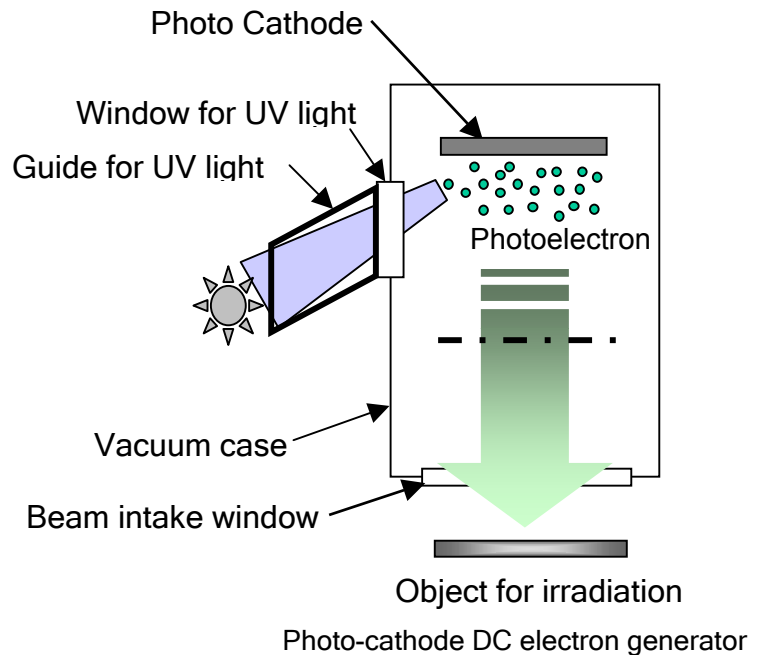 Photo Cathode
Window for UV light
Guide for UV light
Photoelectron
Vacuum case
Beam intake window
Object for irradiation
Photo-cathode DC electron generator